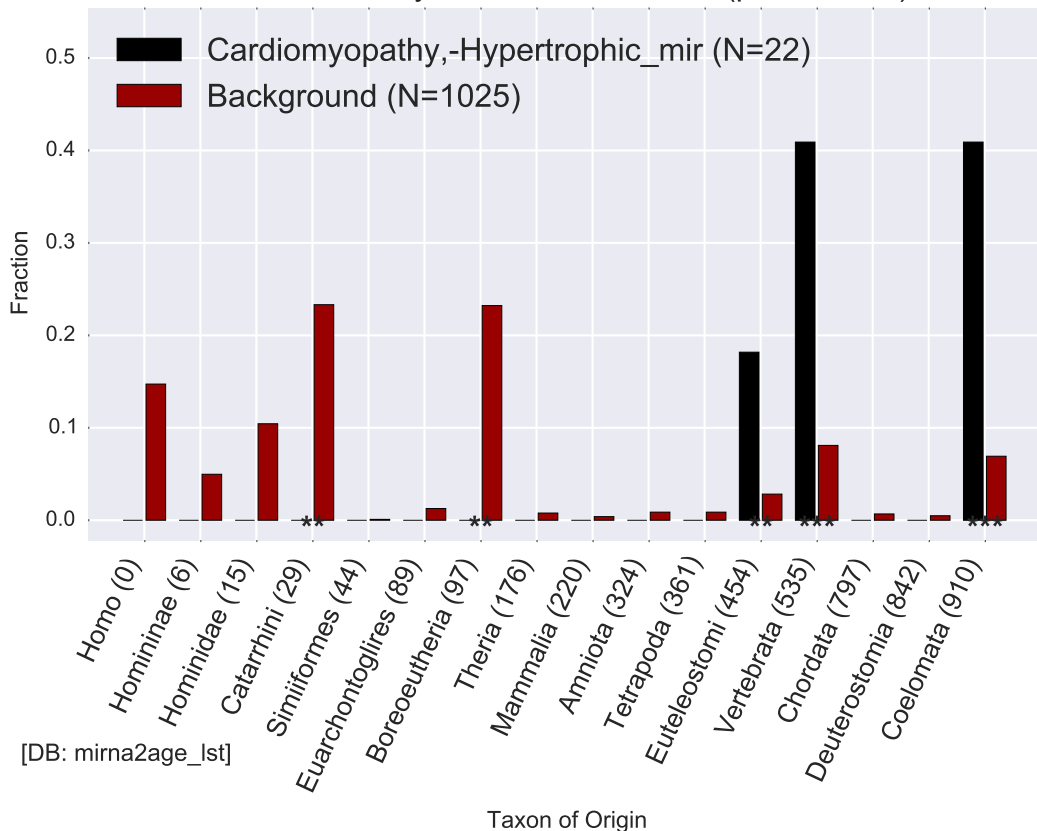 0.5
0.4
0.3
0.2
0.1
0.0
Fraction
Cardiomyopathy,-Hypertrophic_mir (N=22)
Background (N=1025)
**
**
**
***
***
Homo (0)
Homininae (6)
Hominidae (15)
Catarrhini (29)
Simiiformes (44)
Euarchontoglires (89)
Boreoeutheria (97)
Theria (176)
Mammalia (220)
Amniota (324)
Tetrapoda (361)
Euteleostomi (454)
Vertebrata (535)
Chordata (797)
Deuterostomia (842)
Coelomata (910)
[DB: mirna2age_lst]
Taxon of Origin